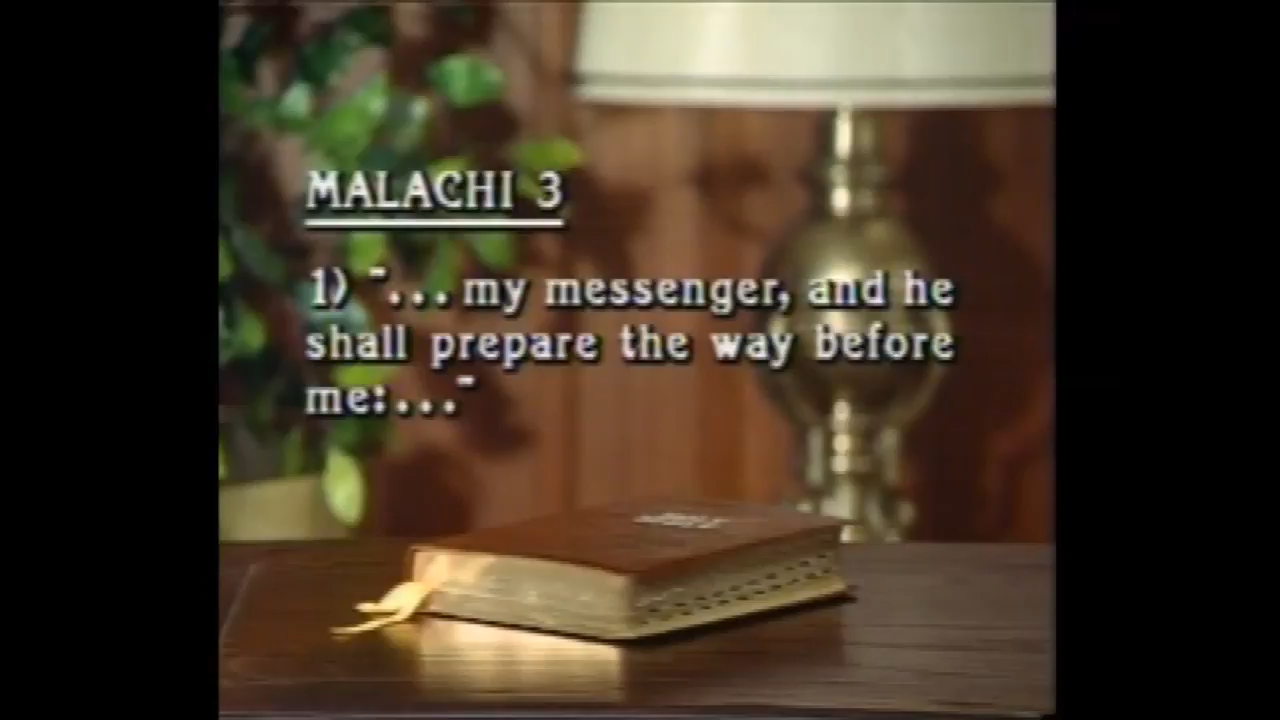 MALACHI 3
1) "... my messenger, and he
shall prepare the way before
me:..."